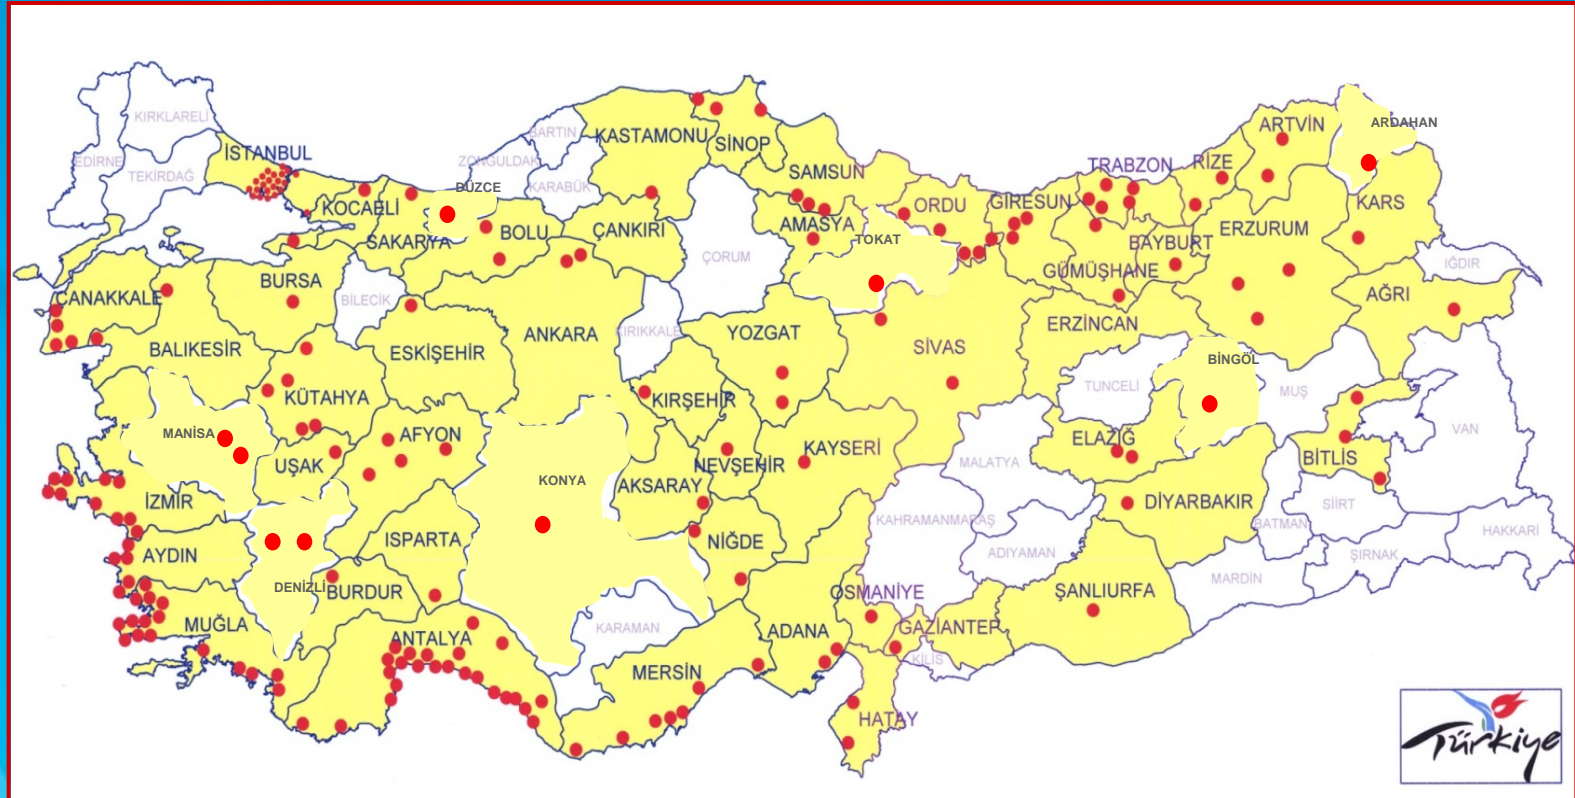 KIRKLARELİ
EDİRNE
TEKİRDAĞ
İSTANBUL
KOCAELİ
SAKARYA
BÜZCE
ZONGULDAK
BARTIN
KARABÜK
BOLU
KASTAMONU
ÇANKIRI
SİNOP
SAMSUN
AMASYA
ÇORUM
TOKAT
ORDU
GİRESUN
TRABZON
RİZE
ARTVİN
ARDAHAN
KARS
BAYBURT
GÜMÜŞHANE
ERZURUM
IĞDIR
AĞRI
ÇANAKKALE
BURSA
BİLECİK
BALIKESİR
ESKİŞEHİR
ANKARA
KIRIKKALE
YOZGAT
SİVAS
ERZİNCAN
TUNCELİ
BİNGÖL
MUŞ
KÜTAHYA
KIRŞEHİR
MANİSA
UŞAK
AFYON
KONYA
AKSARAY
NEVŞEHİR
KAYSERİ
MALATYA
ELAZIĞ
BİTLİS
VAN
İZMİR
AYDIN
DENİZLİ
ISPARTA
BURDUR
NİĞDE
KAHRAMANMARAŞ
ADIYAMAN
DİYARBAKIR
BATMAN
SİİRT
ŞIRNAK
HAKKARİ
MARDİN
ŞANLIURFA
MUĞLA
ANTALYA
KARAMAN
MERSİN
ADANA
OSMANİYE
GAZİANTEP
KİLİS
HATAY
Türkiye